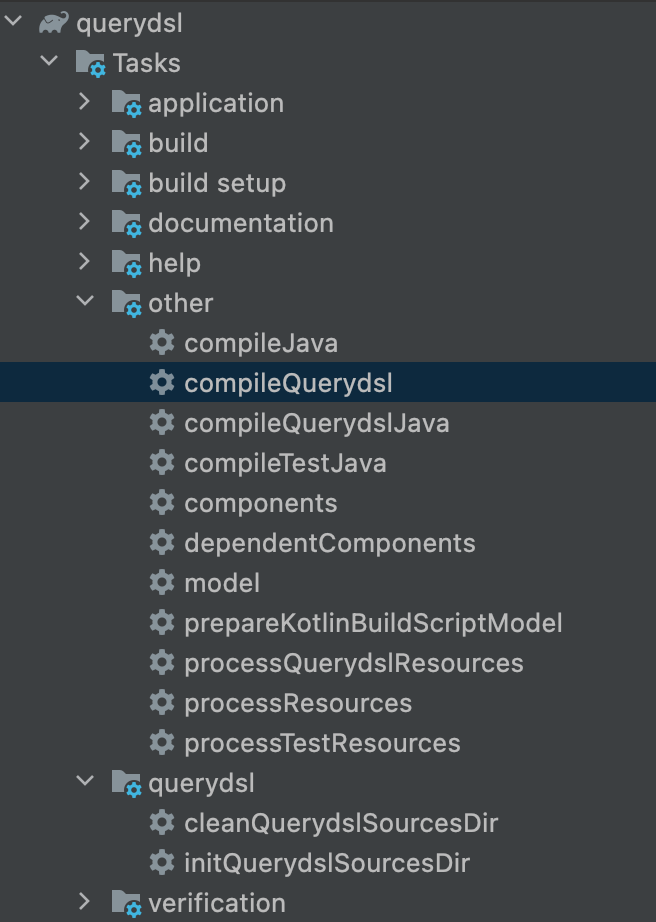 querydsl
Tasks
application
build
build setup
documentation
help
other
compileJava
compileQuerydsl
compileQuerydslJava
compileTestJava
components
dependentComponents
model
prepareKotlinBuildScriptModel
processQuerydslResources
processResources
processTestResources
querydsl
cleanQuerydslSourcesDir
initQuerydslSourcesDir
verification